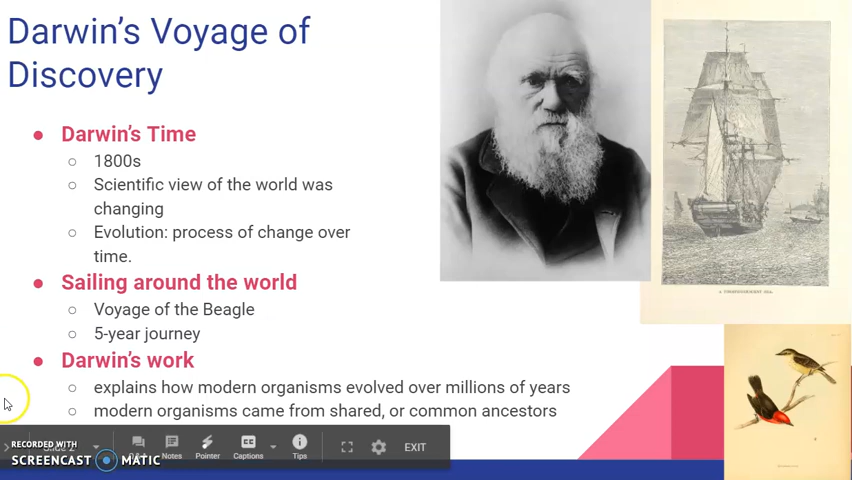 Darwin's Voyage of
Discovery
● Darwin's Time
○ 1800s
○ Scientific view of the world was
changing
○ Evolution: process of change over
time.
● Sailing around the world
○ Voyage of the Beagle
○ 5-year journey
● Darwin's work
○ explains how modern organisms evolved over millions of years
○ modern organisms came from shared, or common ancestors
Slide 2
Notes
Pointer
Captions
Tips
EXIT
RECORDED WITH
SCREENCAST MATIC